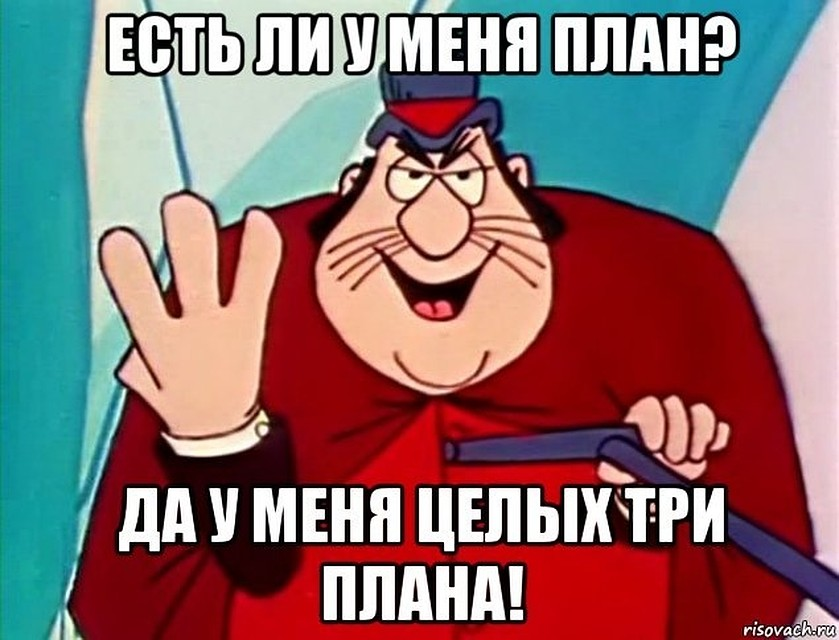 ЕСТЬ ЛИ У МЕНЯ ПЛАН?
ДА У МЕНЯ ЦЕЛЫХ ТРИ
ПЛАНА!
risovach.ru